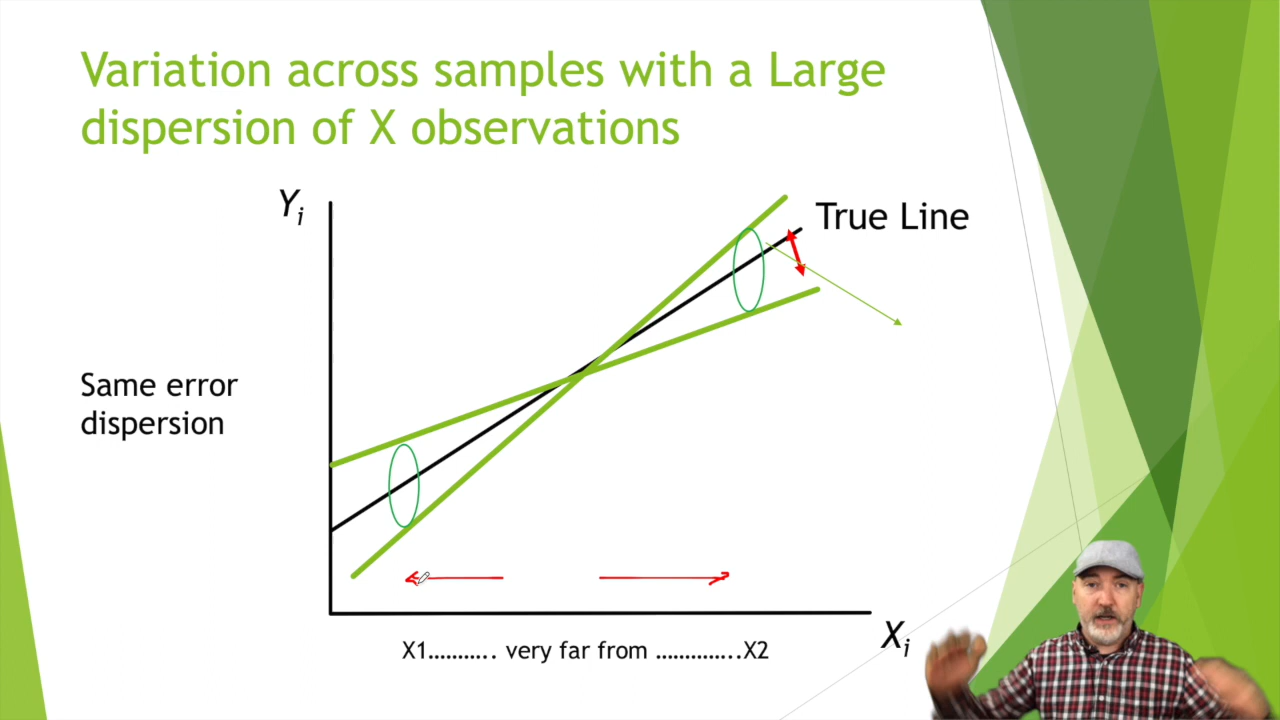 Variation across samples with a Large
dispersion of X observations
Yi
True Line
Same error
dispersion
Xi
X1……….. very far from …………..X2